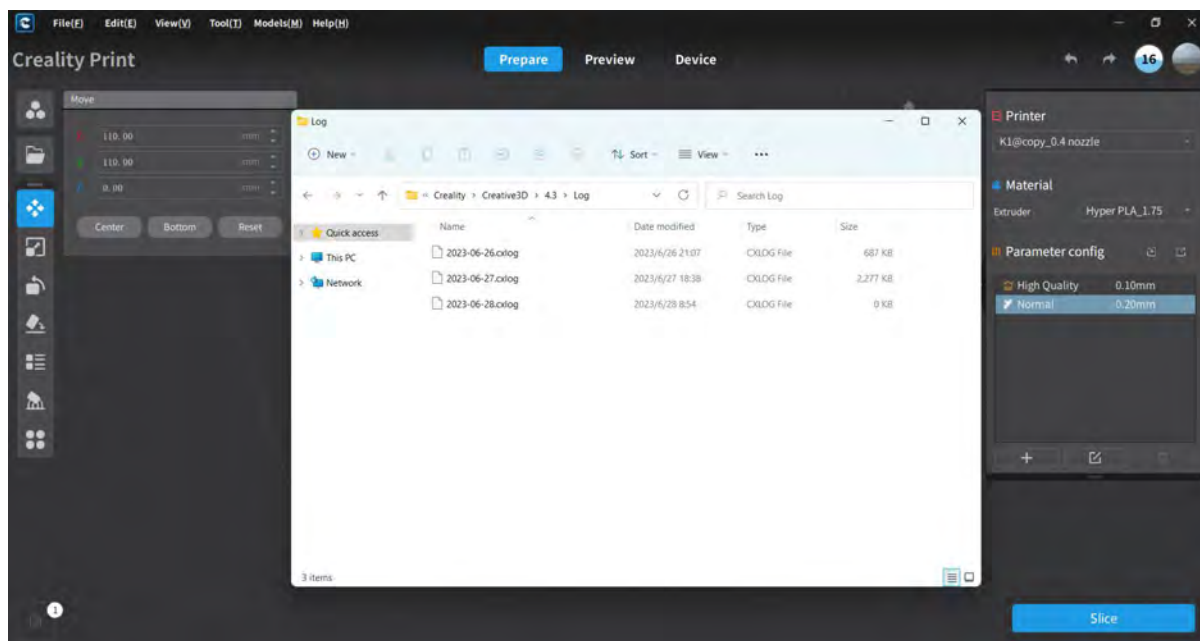 File(F) Edit(E) View(V) Tool(T) Models(M) Help(H)
Creality Print
Prepare Preview Device
16
Move
110.00 mm
110.00 mm
0.00 mm
Center Bottom Reset
Log
New Sort View
Creality > Creative3D > 4.3 > Log
Search Log
Quick access
This PC
Network
Name Date modified Type Size
2023-06-26.cxlog 2023/6/26 21:07 CXLOG File 687 KB
2023-06-27.cxlog 2023/6/27 18:38 CXLOG File 2,277 KB
2023-06-28.cxlog 2023/6/28 8:54 CXLOG File 0 KB
3 items
Printer
K1@copy_0.4 nozzle
Material
Extruder Hyper PLA_1.75
Parameter config
High Quality 0.10mm
Normal 0.20mm
1
Slice